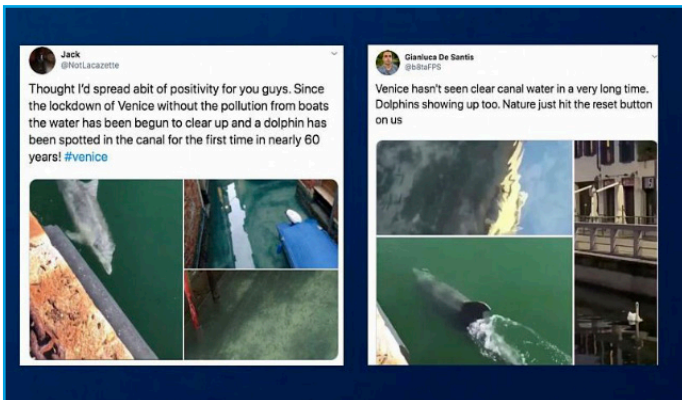 Jack
@NotLacazette
Thought I'd spread abit of positivity for you guys. Since
the lockdown of Venice without the pollution from boats
the water has been begun to clear up and a dolphin has
been spotted in the canal for the first time in nearly 60
years! #venice
Gianluca De Santis
@b8taFPS
Venice hasn't seen clear canal water in a very long time.
Dolphins showing up too. Nature just hit the reset button
on us